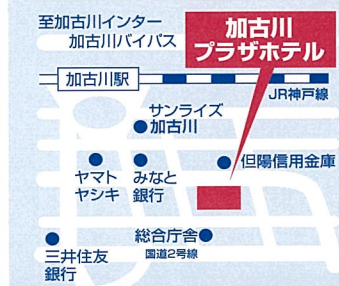 至加古川インター
加古川バイパス
加古川
プラザホテル
加古川駅
JR神戸線
サンライズ
加古川
ヤマト
ヤシキ
みなと
銀行
但陽信用金庫
総合庁舎
国道2号線
三井住友
銀行